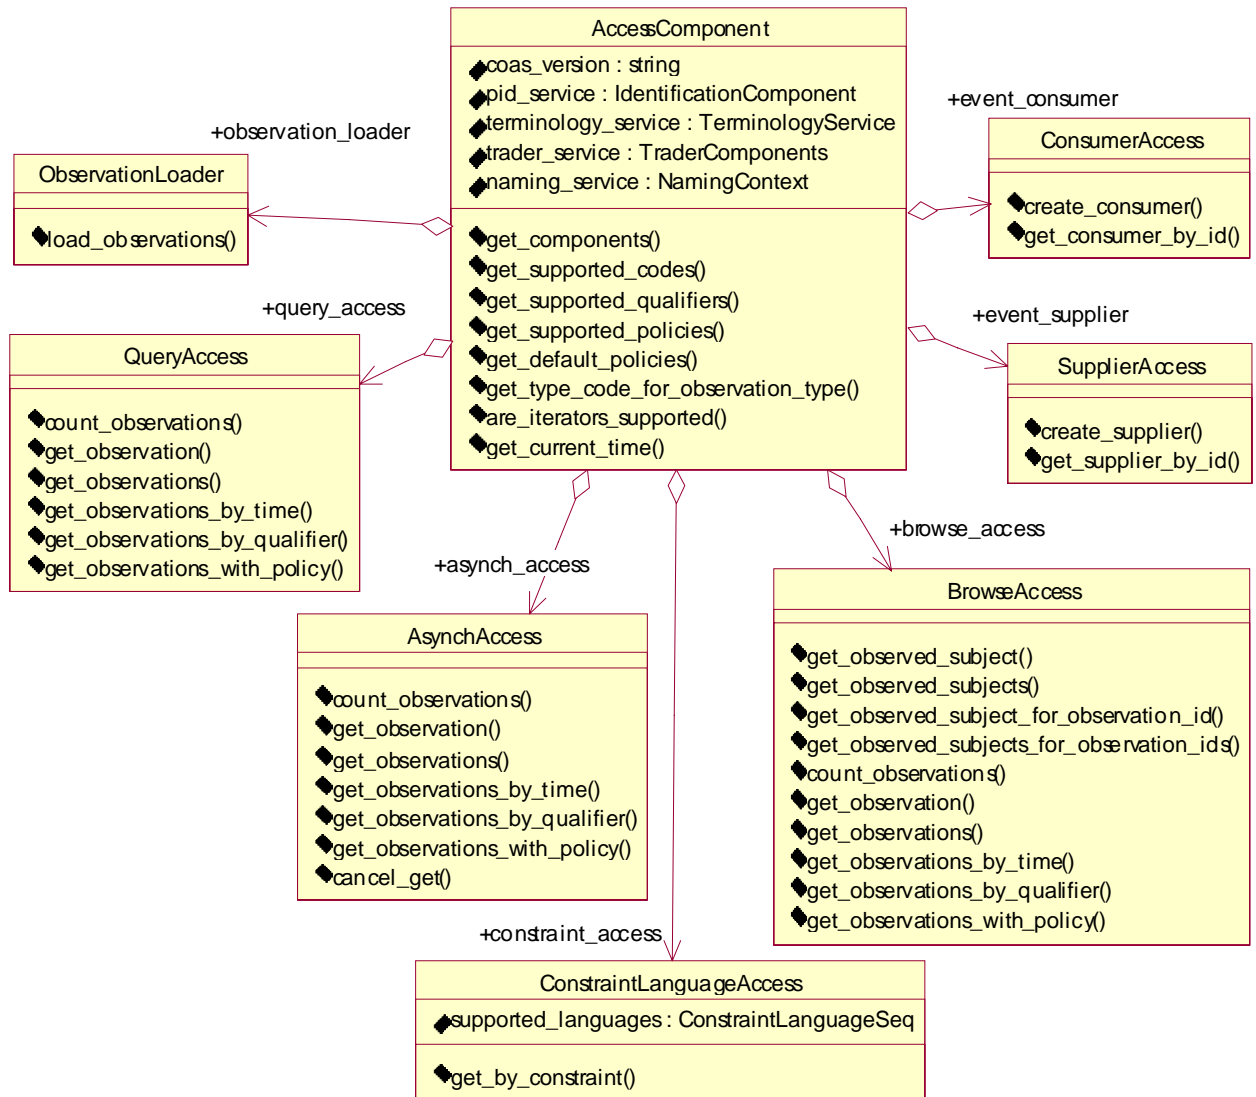 AccessComponent
coas_version : string
pid_service : IdentificationComponent
terminology_service : TerminologyService
trader_service : TraderComponents
naming_service : NamingContext
get_components()
get_supported_codes()
get_supported_qualifiers()
get_supported_policies()
get_default_policies()
get_type_code_for_observation_type()
are_iterators_supported()
get_current_time()
+observation_loader
ObservationLoader
load_observations()
+event_consumer
ConsumerAccess
create_consumer()
get_consumer_by_id()
+query_access
QueryAccess
count_observations()
get_observation()
get_observations()
get_observations_by_time()
get_observations_by_qualifier()
get_observations_with_policy()
+event_supplier
SupplierAccess
create_supplier()
get_supplier_by_id()
+asynch_access
AsynchAccess
count_observations()
get_observation()
get_observations()
get_observations_by_time()
get_observations_by_qualifier()
get_observations_with_policy()
cancel_get()
+browse_access
BrowseAccess
get_observed_subject()
get_observed_subjects()
get_observed_subject_for_observation_id()
get_observed_subjects_for_observation_ids()
count_observations()
get_observation()
get_observations()
get_observations_by_time()
get_observations_by_qualifier()
get_observations_with_policy()
+constraint_access
ConstraintLanguageAccess
supported_languages : ConstraintLanguageSeq
get_by_constraint()